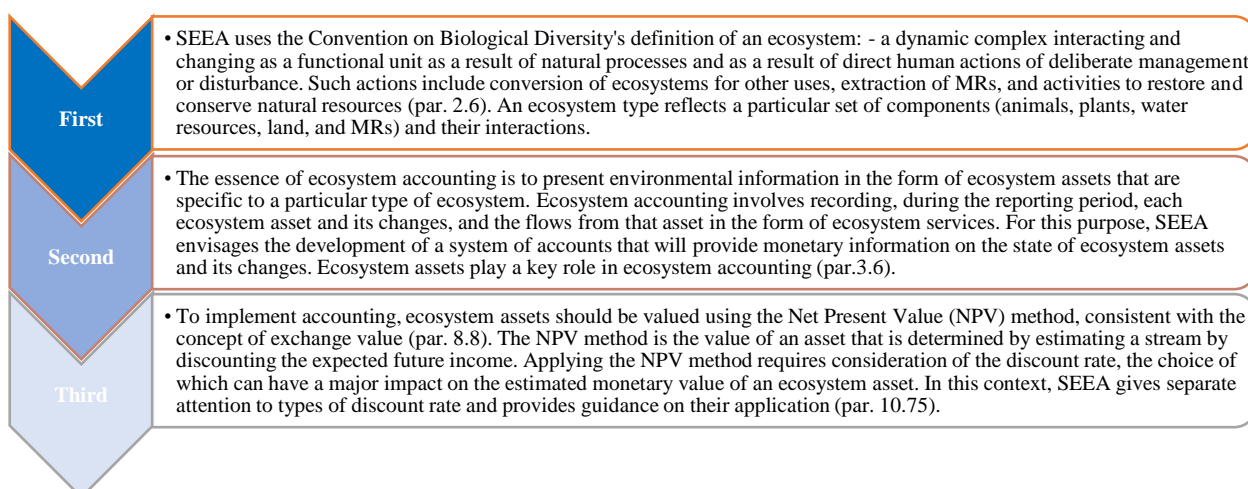 First
• SEEA uses the Convention on Biological Diversity's definition of an ecosystem: - a dynamic complex interacting and
changing as a functional unit as a result of natural processes and as a result of direct human actions of deliberate management
or disturbance. Such actions include conversion of ecosystems for other uses, extraction of MRs, and activities to restore and
conserve natural resources (par. 2.6). An ecosystem type reflects a particular set of components (animals, plants, water
resources, land, and MRs) and their interactions.
Second
• The essence of ecosystem accounting is to present environmental information in the form of ecosystem assets that are
specific to a particular type of ecosystem. Ecosystem accounting involves recording, during the reporting period, each
ecosystem asset and its changes, and the flows from that asset in the form of ecosystem services. For this purpose, SEEA
envisages the development of a system of accounts that will provide monetary information on the state of ecosystem assets
and its changes. Ecosystem assets play a key role in ecosystem accounting (par.3.6).
Third
• To implement accounting, ecosystem assets should be valued using the Net Present Value (NPV) method, consistent with the
concept of exchange value (par. 8.8). The NPV method is the value of an asset that is determined by estimating a stream by
discounting the expected future income. Applying the NPV method requires consideration of the discount rate, the choice of
which can have a major impact on the estimated monetary value of an ecosystem asset. In this context, SEEA gives separate
attention to types of discount rate and provides guidance on their application (par. 10.75).